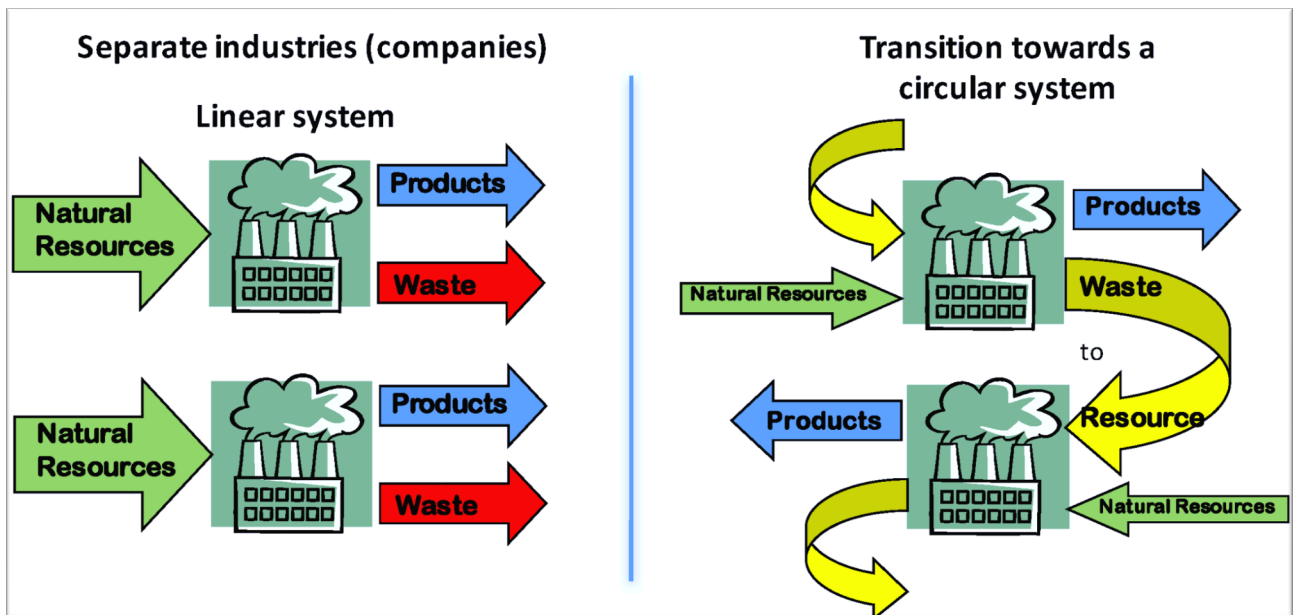 Separate industries (companies)
Linear system
Natural
Resources
Products
Waste
Natural
Resources
Products
Waste
Transition towards a
circular system
Products
Natural Resources
Waste
to
Resource
Products
Natural Resources